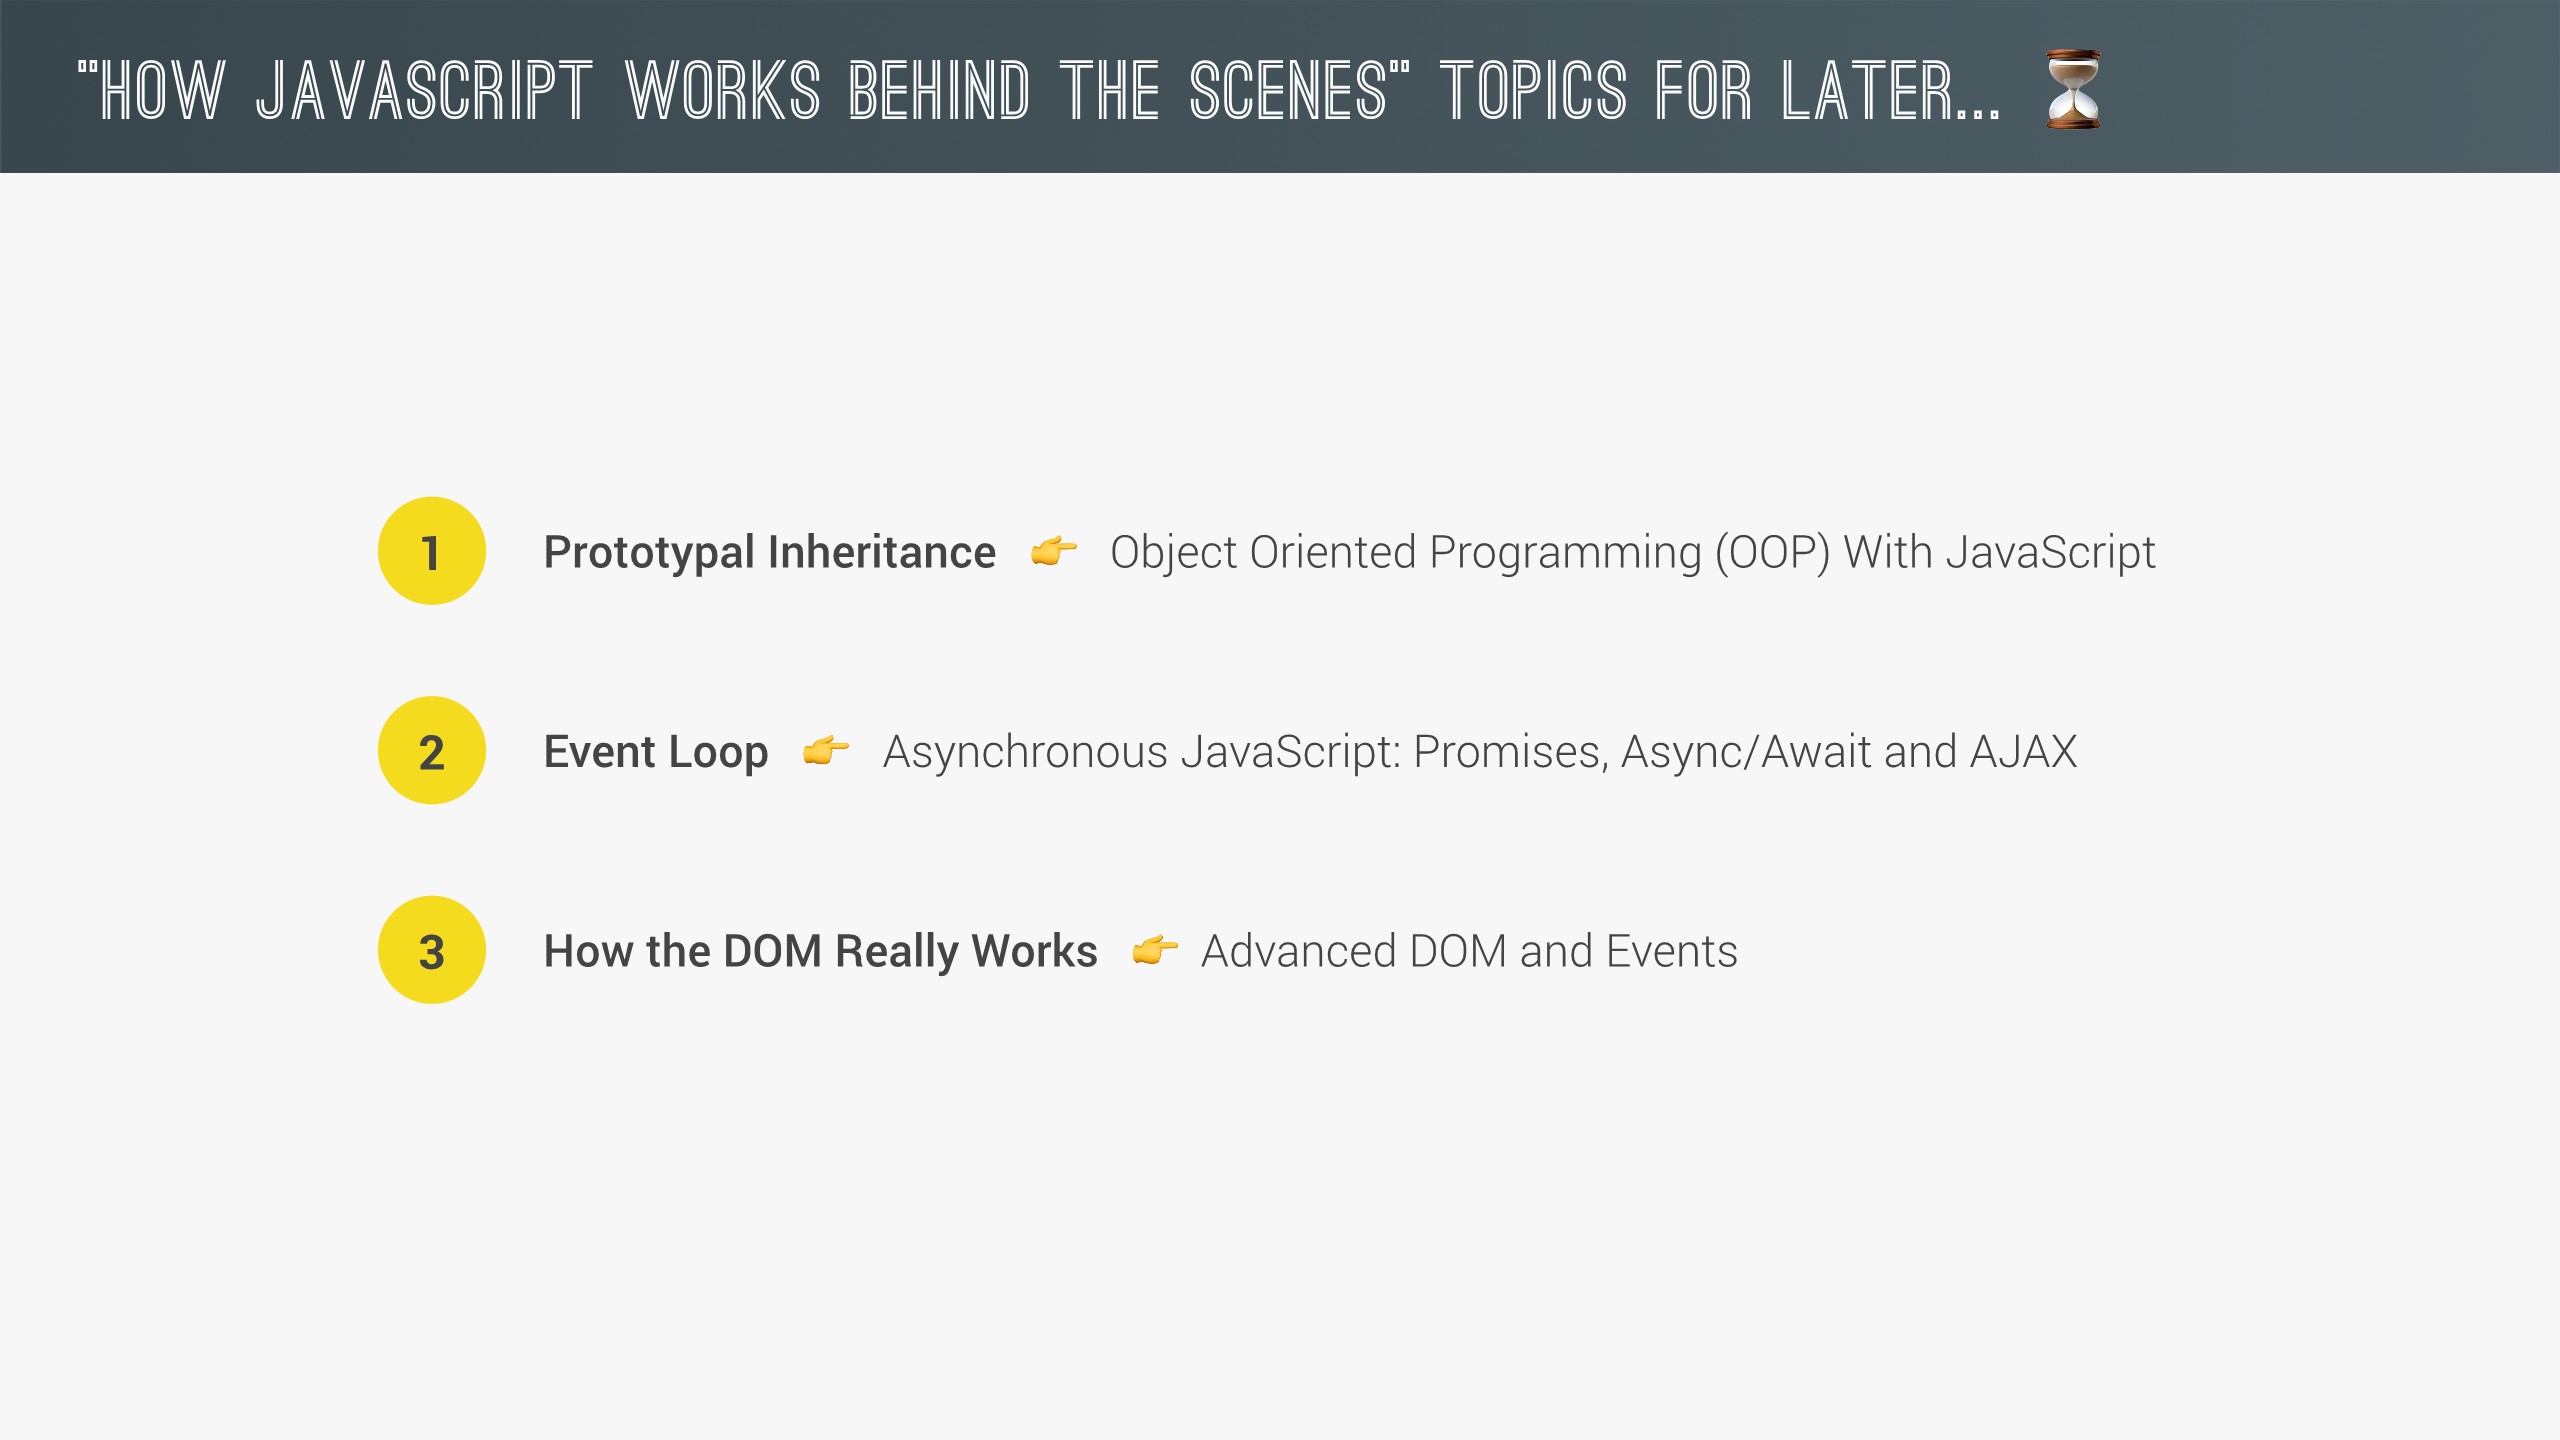 "HOW JAVASCRIPT WORKS BEHIND THE SCENES" TOPICS FOR LATER... ⏳
1 Prototypal Inheritance 👉 Object Oriented Programming (OOP) With JavaScript
2 Event Loop 👉 Asynchronous JavaScript: Promises, Async/Await and AJAX
3 How the DOM Really Works 👉 Advanced DOM and Events